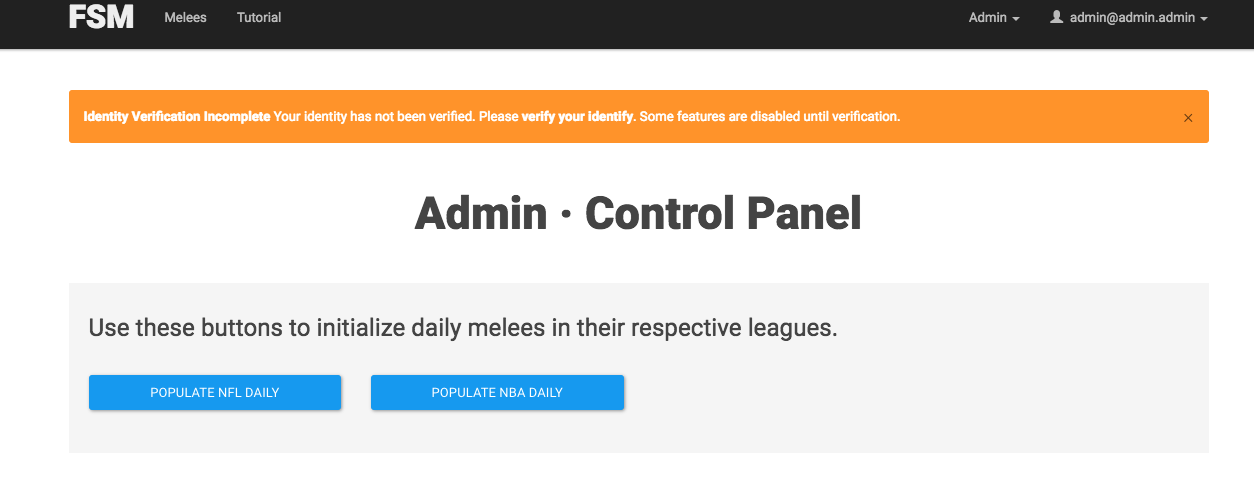 FSM Melees Tutorial Admin admin@admin.admin
Identity Verification Incomplete Your identity has not been verified. Please verify your identify. Some features are disabled until verification. ×
Admin · Control Panel
Use these buttons to initialize daily melees in their respective leagues.
POPULATE NFL DAILY POPULATE NBA DAILY